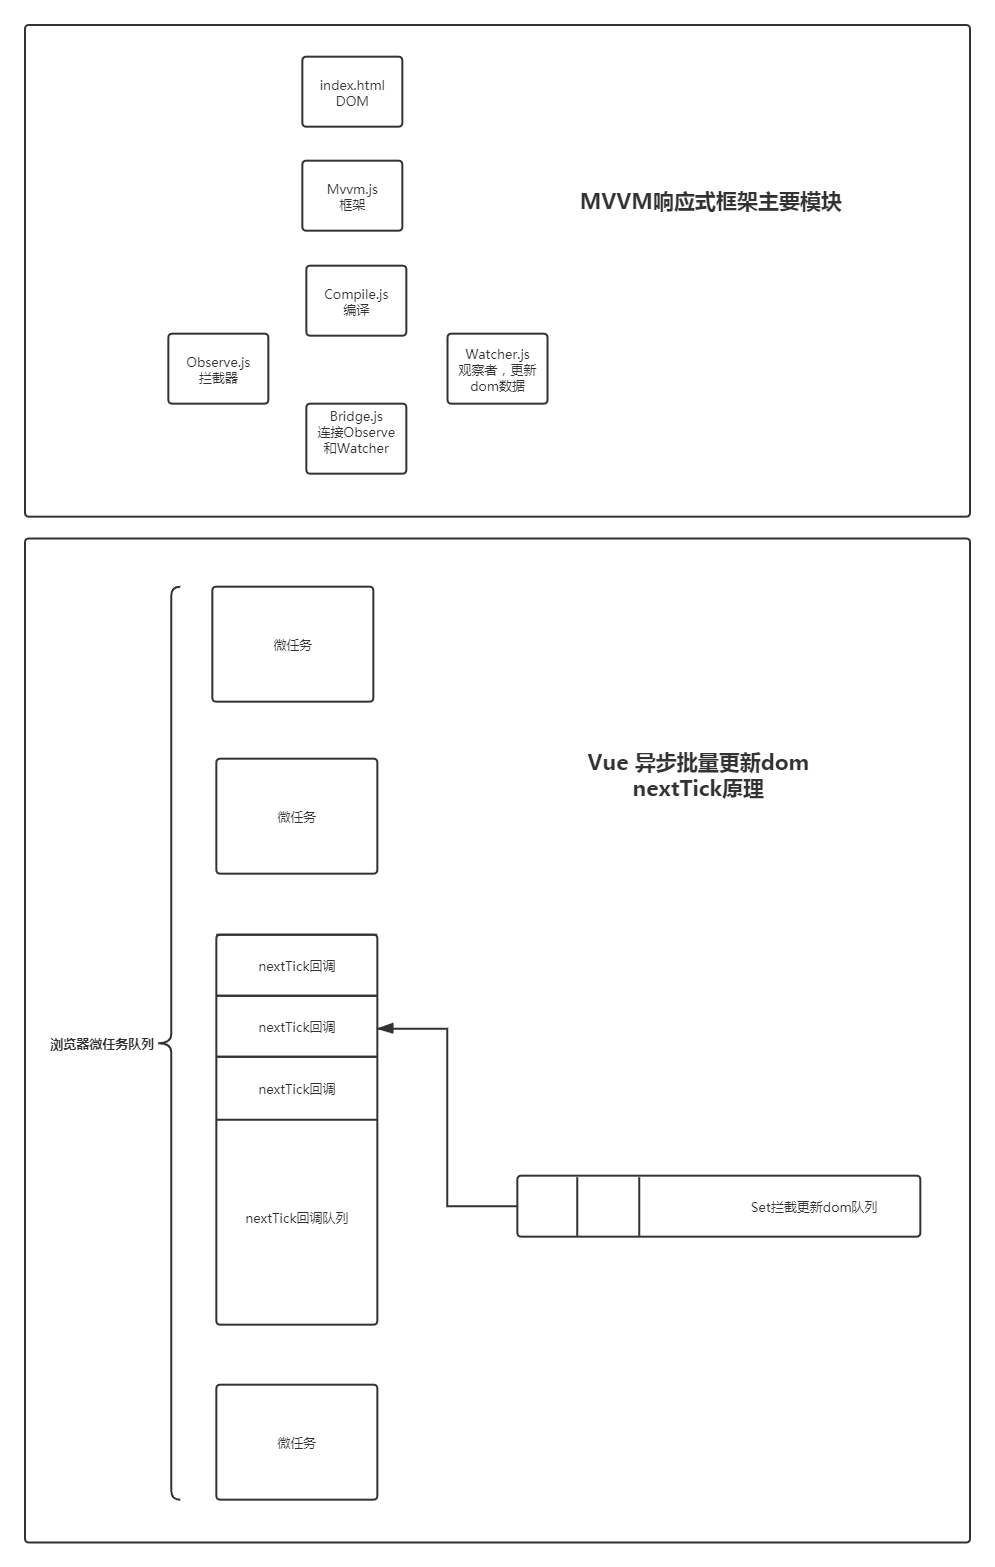 index.html
DOM
Mvvm.js
框架
MVVM响应式框架主要模块
Compile.js
编译
Observe.js
拦截器
Watcher.js
观察者，更新
dom数据
Bridge.js
连接Observe
和Watcher
微任务
Vue 异步批量更新dom
nextTick原理
微任务
nextTick回调
nextTick回调
浏览器微任务队列
nextTick回调
Set拦截更新dom队列
nextTick回调队列
微任务